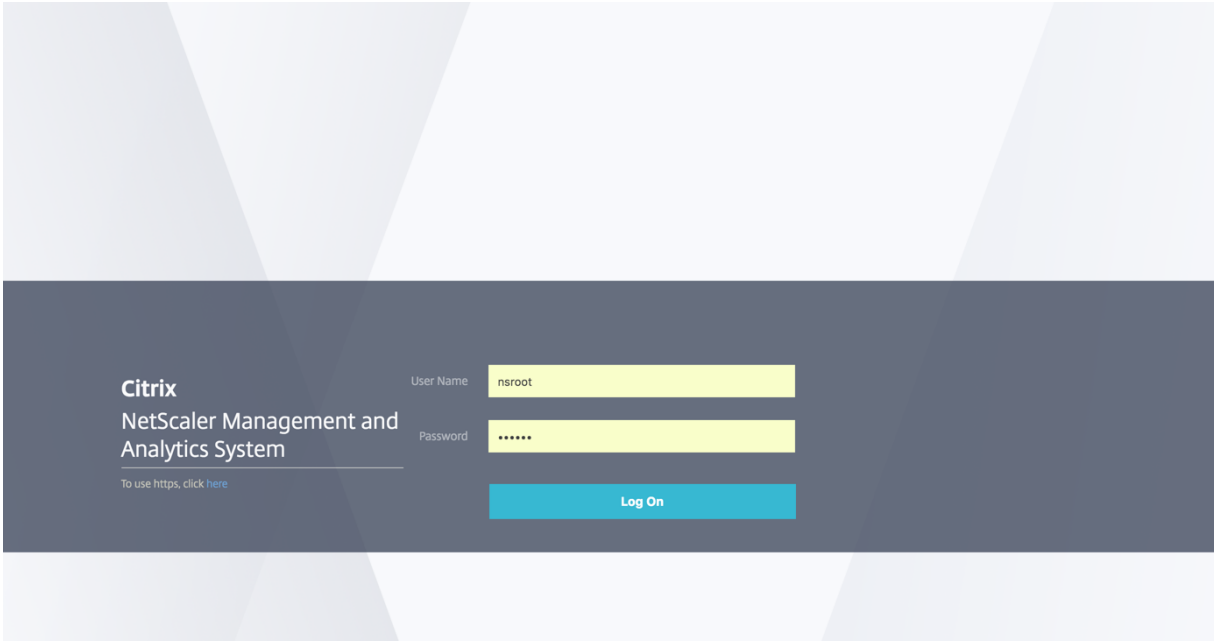 Citrix
NetScaler Management and
Analytics System
To use https, click here
User Name
nsroot
Password
••••••
Log On